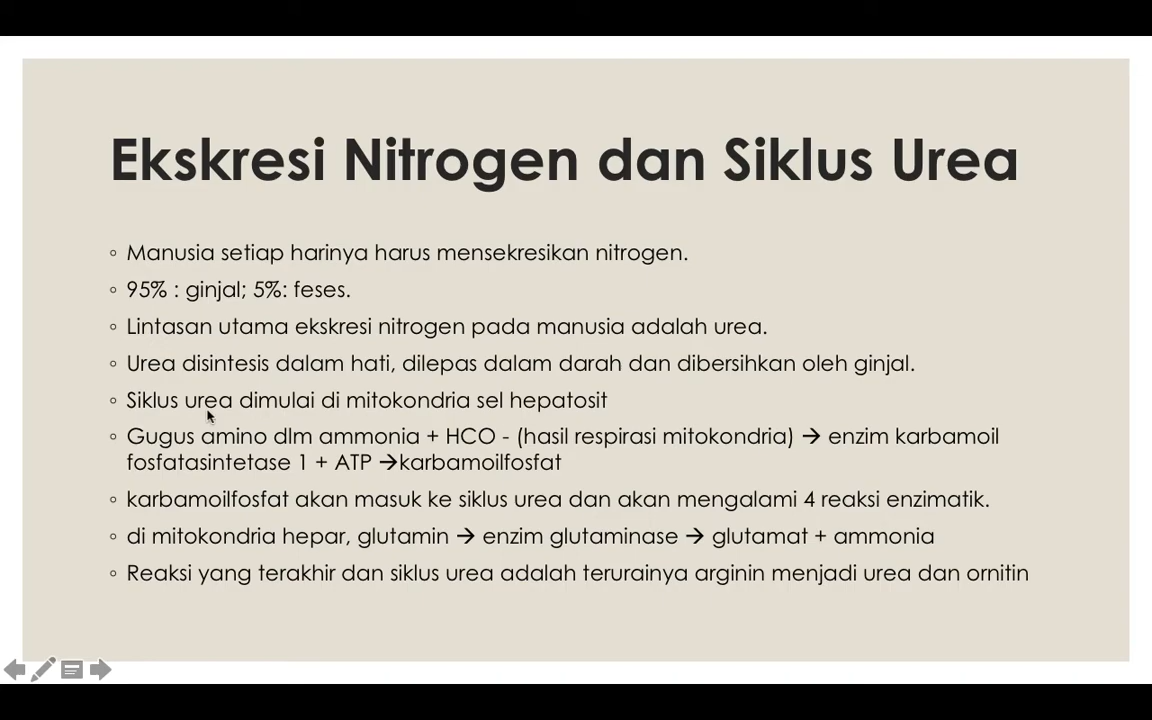 Ekskresi Nitrogen dan Siklus Urea
◦ Manusia setiap harinya harus mensekresikan nitrogen.
◦ 95% : ginjal; 5%: feses.
◦ Lintasan utama ekskresi nitrogen pada manusia adalah urea.
◦ Urea disintesis dalam hati, dilepas dalam darah dan dibersihkan oleh ginjal.
◦ Siklus urea dimulai di mitokondria sel hepatosit
◦ Gugus amino dlm ammonia + HCO - (hasil respirasi mitokondria) → enzim karbamoil
fosfatasintetase 1 + ATP →karbamoilfosfat
◦ karbamoilfosfat akan masuk ke siklus urea dan akan mengalami 4 reaksi enzimatik.
◦ di mitokondria hepar, glutamin → enzim glutaminase → glutamat + ammonia
◦ Reaksi yang terakhir dan siklus urea adalah terurainya arginin menjadi urea dan ornitin